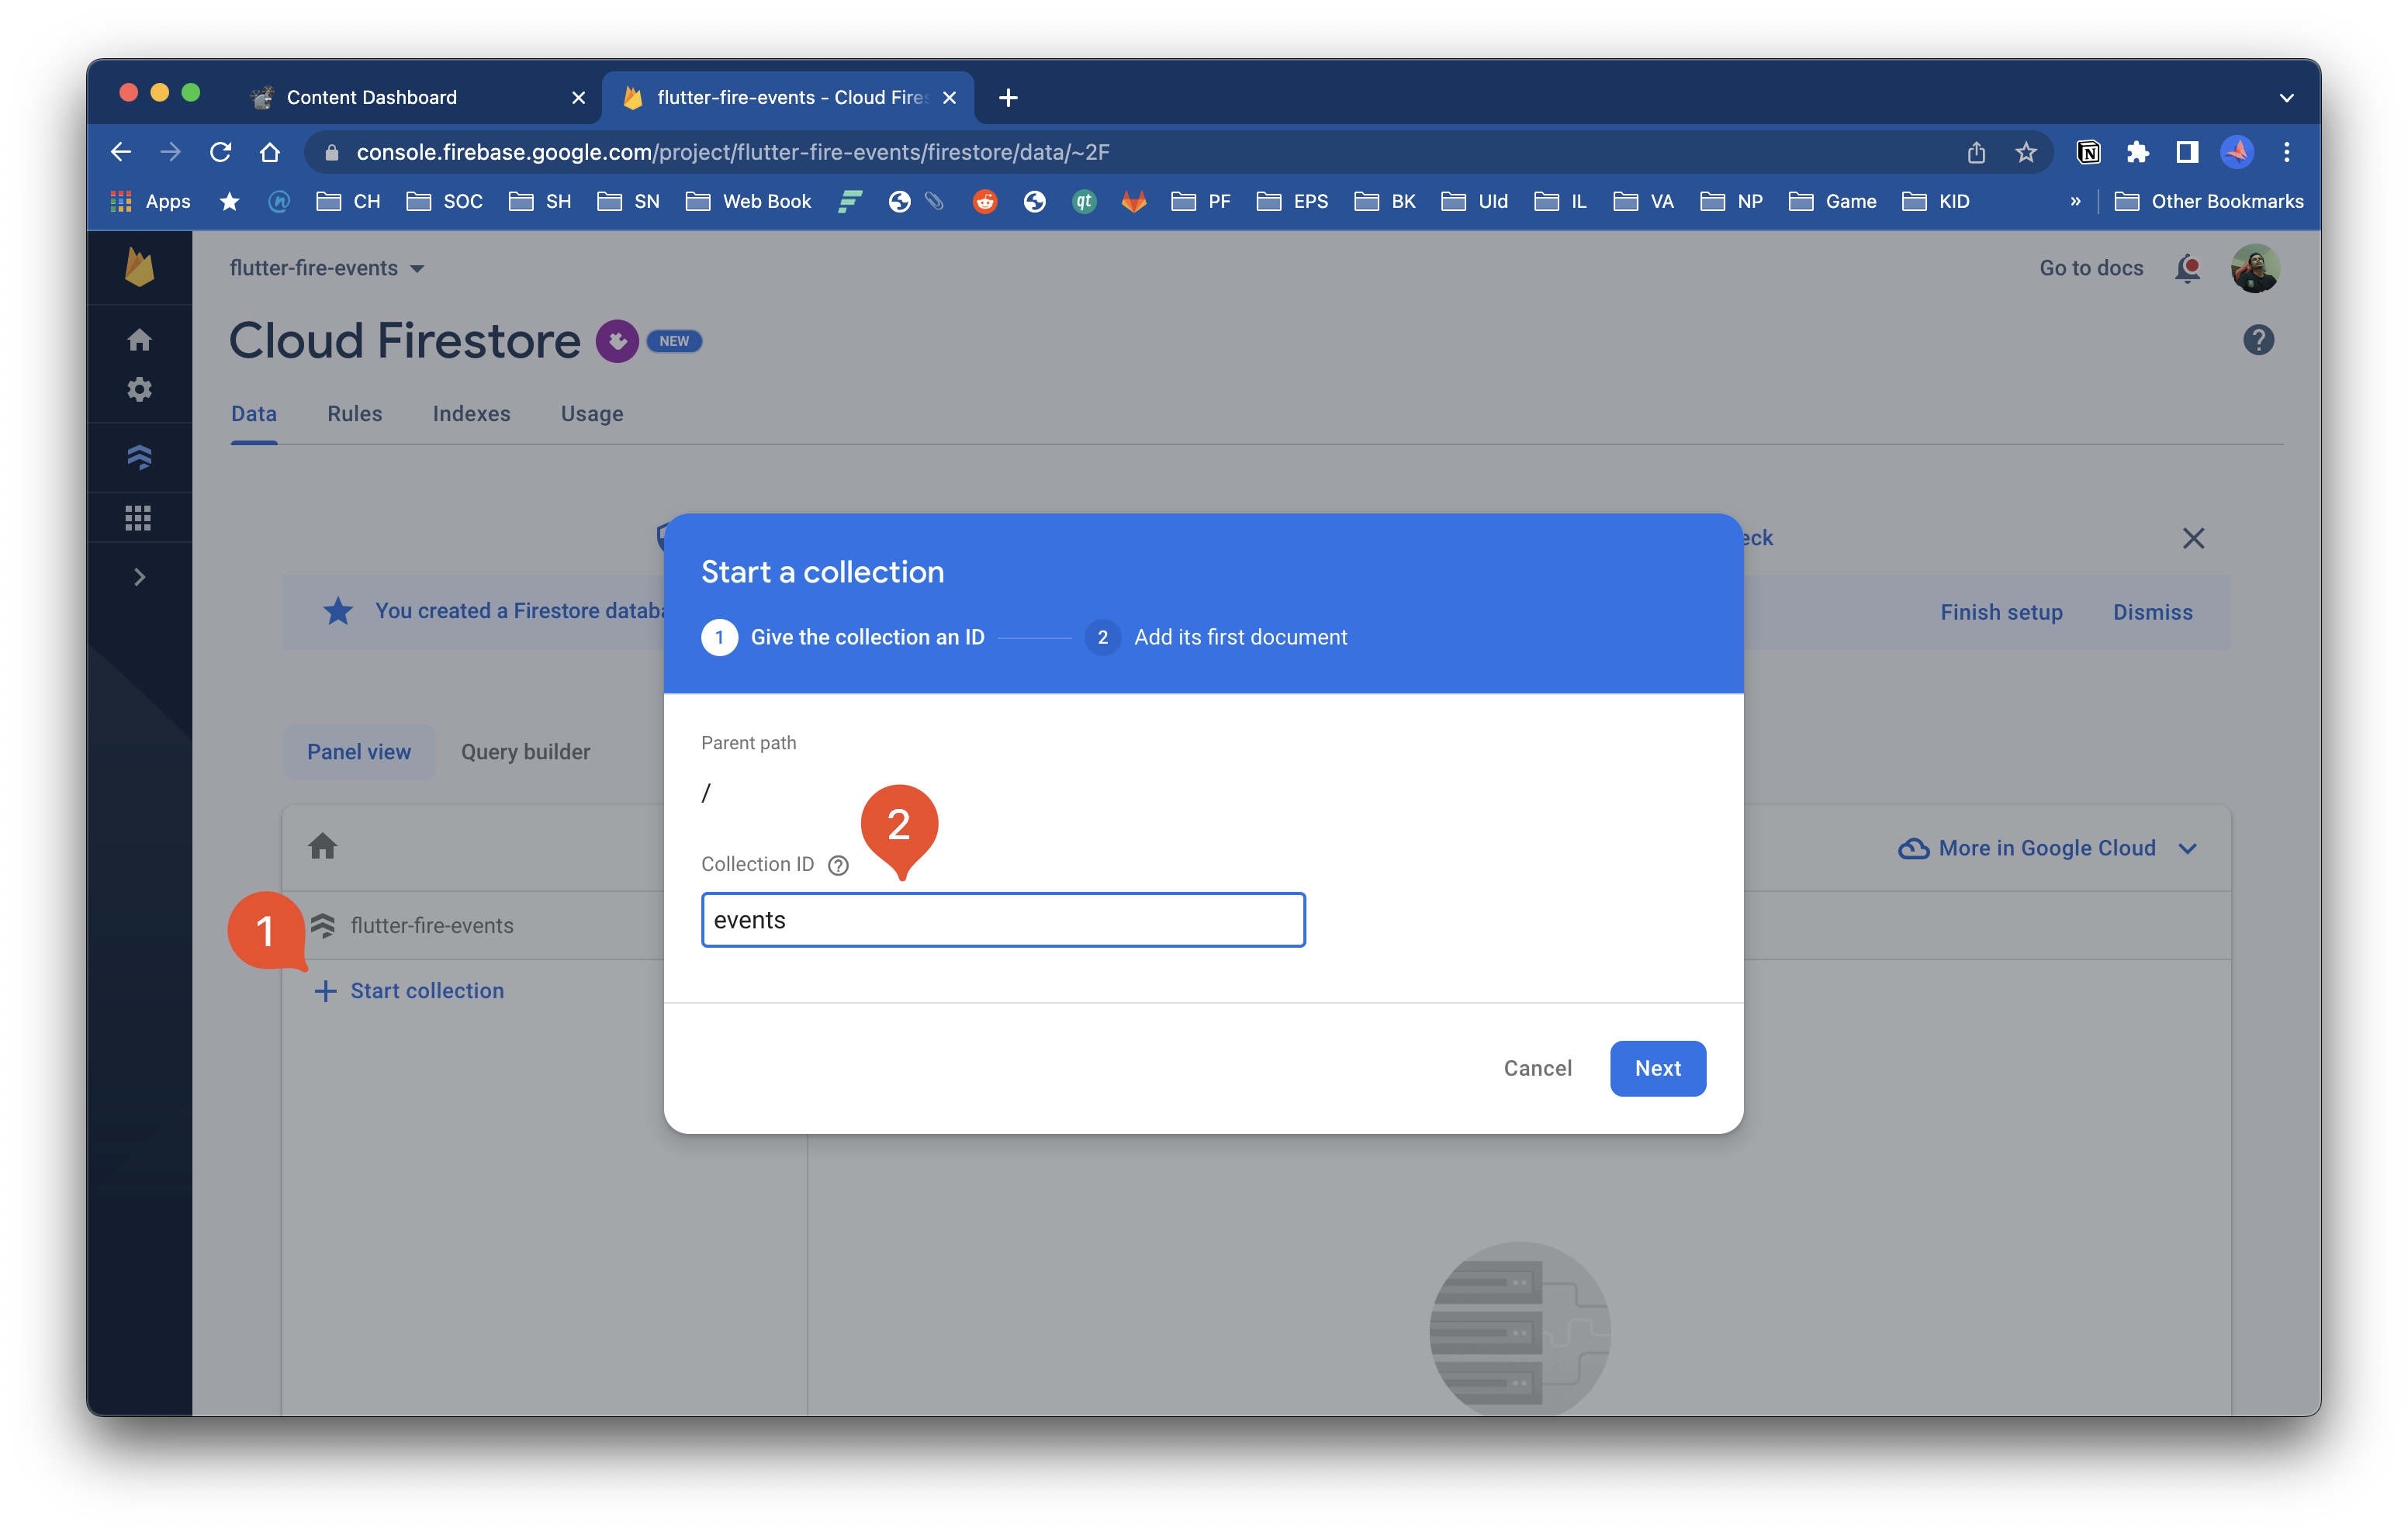 Content Dashboard
flutter-fire-events - Cloud Fires
console.firebase.google.com/project/flutter-fire-events/firestore/data/~2F
Apps CH SOC SH SN Web Book qt PF EPS BK UId IL VA NP Game KID » Other Bookmarks
flutter-fire-events
Go to docs
Cloud Firestore NEW
Data Rules Indexes Usage
eck
Start a collection
You created a Firestore databa
Finish setup Dismiss
1 Give the collection an ID 2 Add its first document
Panel view Query builder
Parent path
/
2
Collection ID
More in Google Cloud
events
1
flutter-fire-events
Start collection
Cancel Next